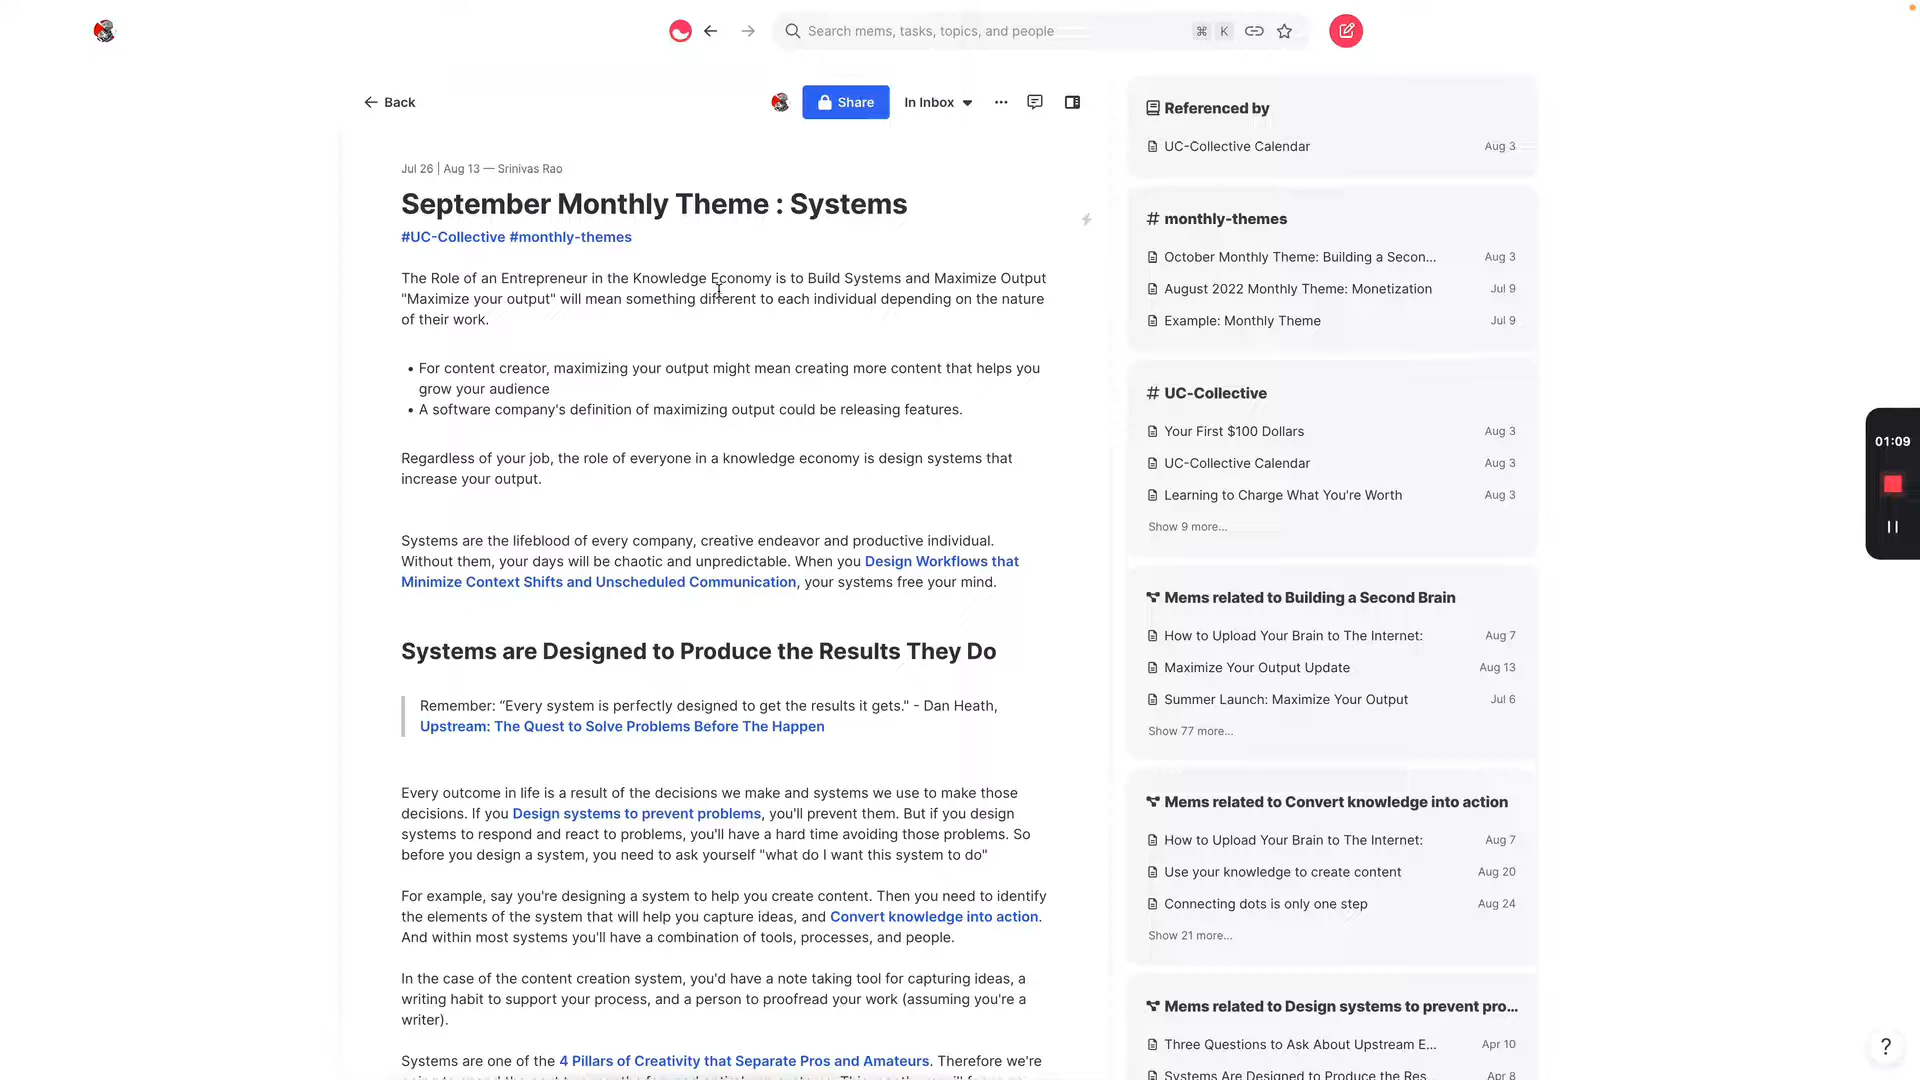 Search mems, tasks, topics, and people
⌘ K
Back
Share
In Inbox
Jul 26 | Aug 13 — Srinivas Rao
September Monthly Theme : Systems
#UC-Collective #monthly-themes
The Role of an Entrepreneur in the Knowledge Economy is to Build Systems and Maximize Output
"Maximize your output" will mean something different to each individual depending on the nature
of their work.
• For content creator, maximizing your output might mean creating more content that helps you
grow your audience
• A software company's definition of maximizing output could be releasing features.
Regardless of your job, the role of everyone in a knowledge economy is design systems that
increase your output.
Systems are the lifeblood of every company, creative endeavor and productive individual.
Without them, your days will be chaotic and unpredictable. When you Design Workflows that
Minimize Context Shifts and Unscheduled Communication, your systems free your mind.
Systems are Designed to Produce the Results They Do
Remember: “Every system is perfectly designed to get the results it gets." - Dan Heath,
Upstream: The Quest to Solve Problems Before The Happen
Every outcome in life is a result of the decisions we make and systems we use to make those
decisions. If you Design systems to prevent problems, you'll prevent them. But if you design
systems to respond and react to problems, you'll have a hard time avoiding those problems. So
before you design a system, you need to ask yourself "what do I want this system to do"
For example, say you're designing a system to help you create content. Then you need to identify
the elements of the system that will help you capture ideas, and Convert knowledge into action.
And within most systems you'll have a combination of tools, processes, and people.
In the case of the content creation system, you'd have a note taking tool for capturing ideas, a
writing habit to support your process, and a person to proofread your work (assuming you're a
writer).
Systems are one of the 4 Pillars of Creativity that Separate Pros and Amateurs. Therefore we're
Referenced by
UC-Collective Calendar Aug 3
# monthly-themes
October Monthly Theme: Building a Secon... Aug 3
August 2022 Monthly Theme: Monetization Jul 9
Example: Monthly Theme Jul 9
# UC-Collective
Your First $100 Dollars Aug 3
UC-Collective Calendar Aug 3
Learning to Charge What You're Worth Aug 3
Show 9 more...
Mems related to Building a Second Brain
How to Upload Your Brain to The Internet: Aug 7
Maximize Your Output Update Aug 13
Summer Launch: Maximize Your Output Jul 6
Show 77 more...
Mems related to Convert knowledge into action
How to Upload Your Brain to The Internet: Aug 7
Use your knowledge to create content Aug 20
Connecting dots is only one step Aug 24
Show 21 more...
Mems related to Design systems to prevent pro...
Three Questions to Ask About Upstream E... Apr 10
Systems Are Designed to Produce the Res... Apr 8
01:09
?